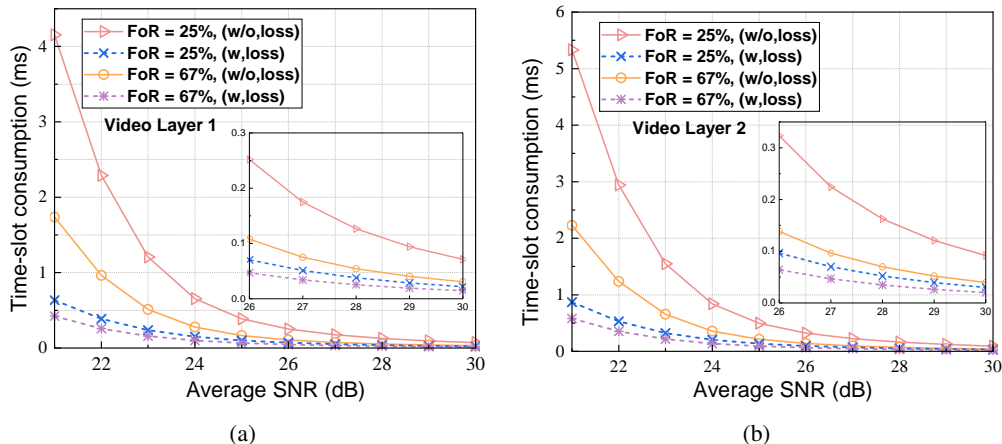 FoR = 25%, (w/o,loss)
FoR = 25%, (w,loss)
FoR = 67%, (w/o,loss)
FoR = 67%, (w,loss)
Video Layer 1
Time-slot consumption (ms)
4
3
2
1
0
22
24
26
28
30
Average SNR (dB)
0.3
0.2
0.1
0.0
26
27
28
29
30
(a)
FoR = 25%, (w/o,loss)
FoR = 25%, (w,loss)
FoR = 67%, (w/o,loss)
FoR = 67%, (w,loss)
Video Layer 2
Time-slot consumption (ms)
6
5
4
3
2
1
0
22
24
26
28
30
Average SNR (dB)
0.3
0.2
0.1
0.0
26
27
28
29
30
(b)